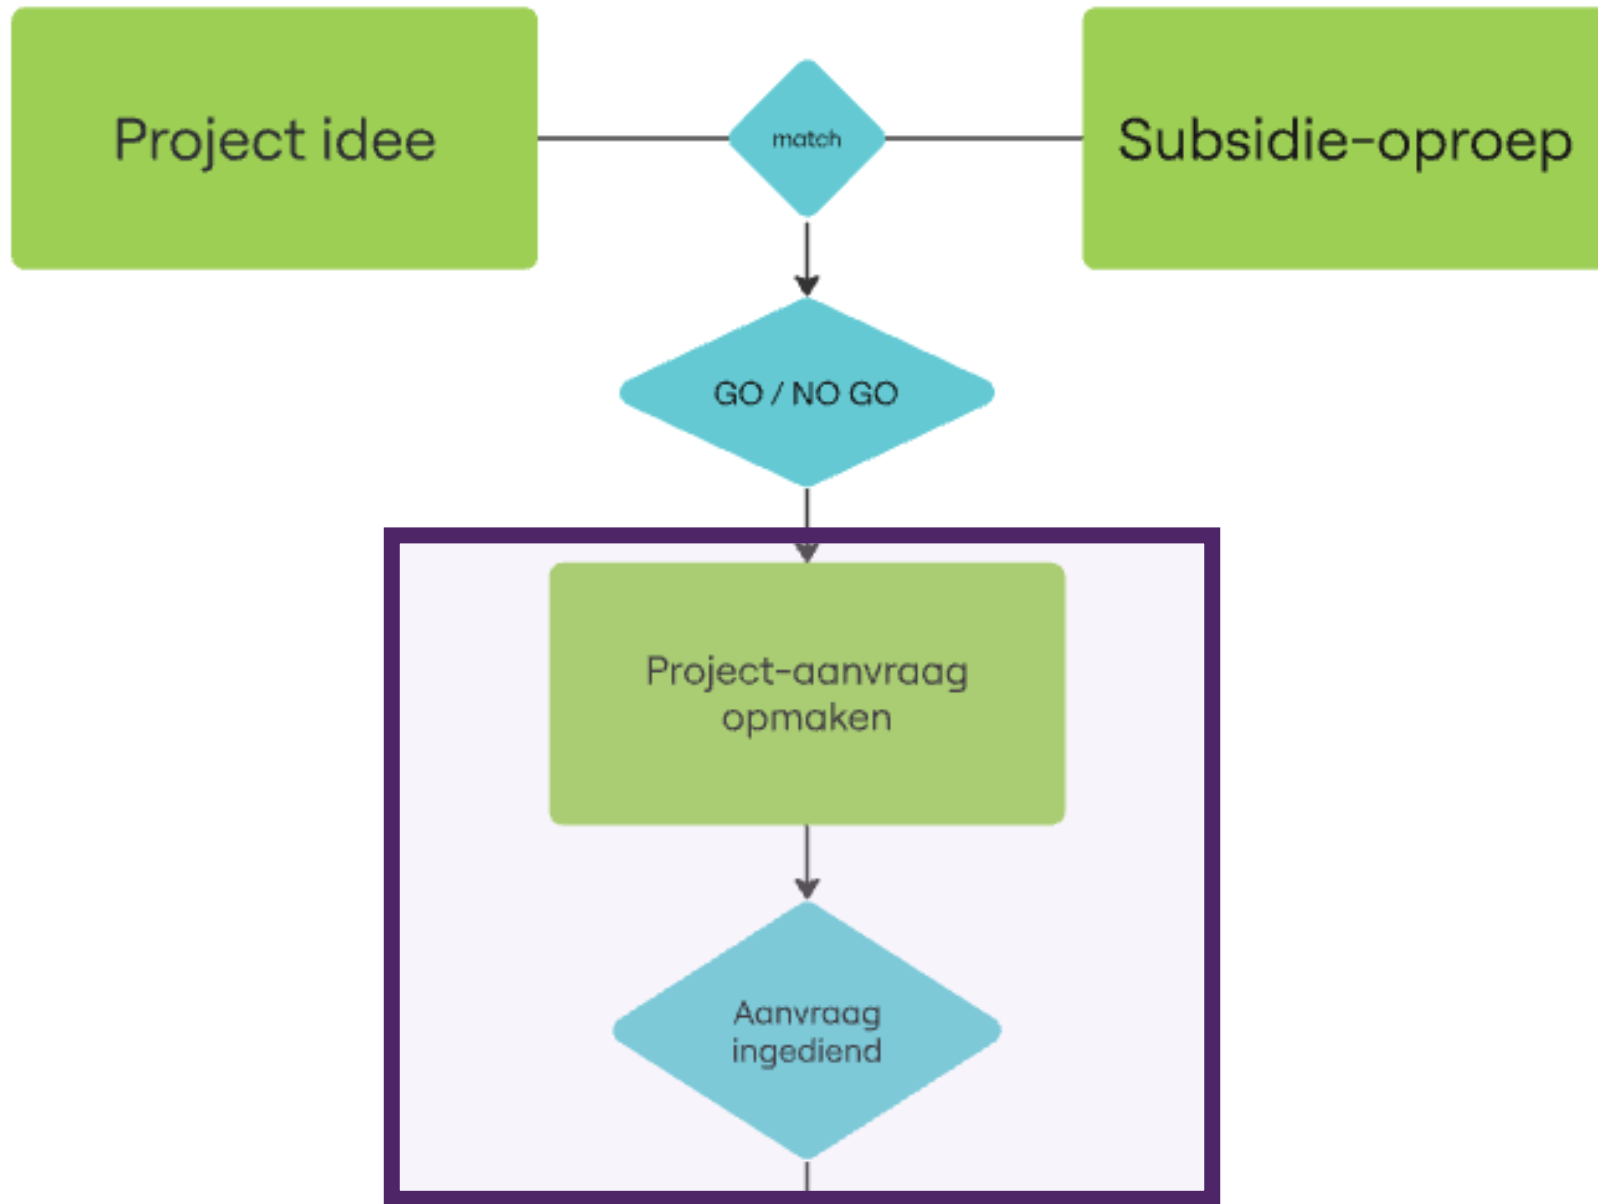 Project idee
match
Subsidie-oproep
GO / NO GO
Project-aanvraag
opmaken
Aanvraag
ingediend